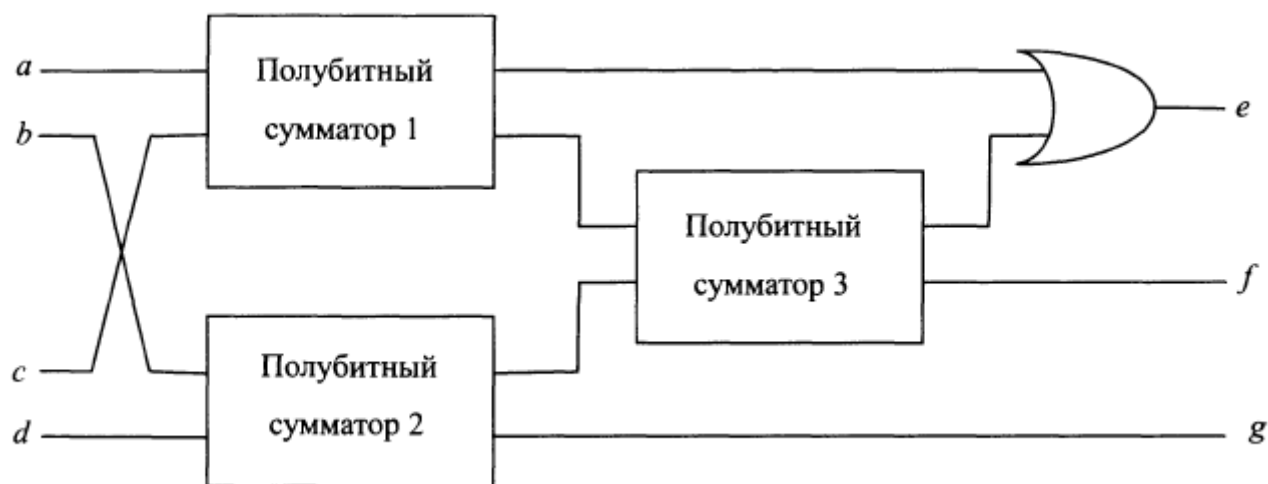 a
Полубитный
сумматор 1
e
b
Полубитный
сумматор 3
f
c
Полубитный
сумматор 2
d
g